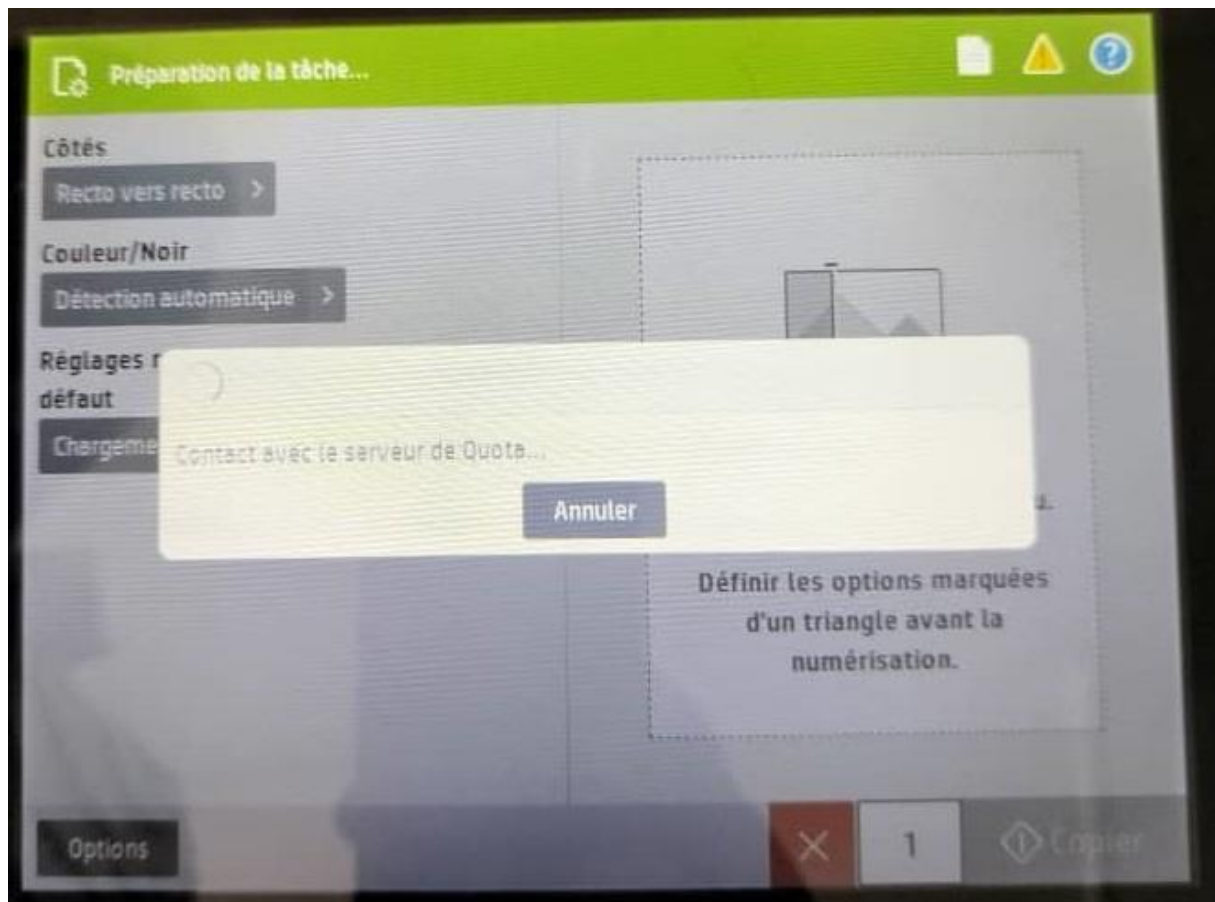 Préparation de la tâche...
Côtés
Recto vers recto >
Couleur/Noir
Détection automatique >
Réglages
défaut
Contact avec le serveur de Quota...
Annuler
Définir les options marquées
d'un triangle avant la
numérisation.
Options
1
Copier